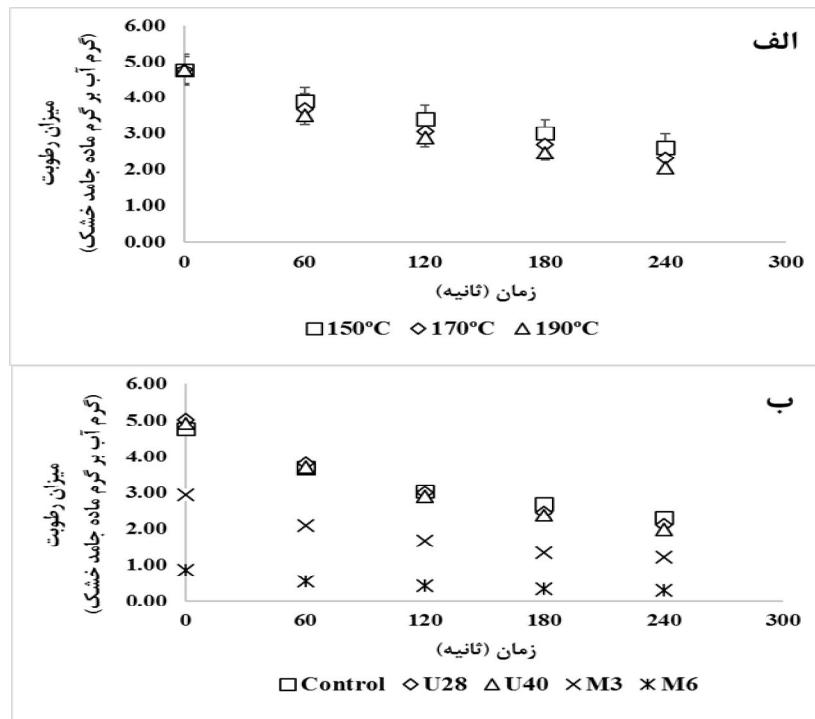 الف
میزان رطوبت
(گرم آب بر گرم ماده جامد خشک)
6.00
5.00
4.00
3.00
2.00
1.00
0.00
0 60 120 180 240 300
زمان (ثانیه)
150ºC 170ºC 190ºC
ب
میزان رطوبت
(گرم آب بر گرم ماده جامد خشک)
6.00
5.00
4.00
3.00
2.00
1.00
0.00
0 60 120 180 240 300
زمان (ثانیه)
Control U28 U40 M3 M6